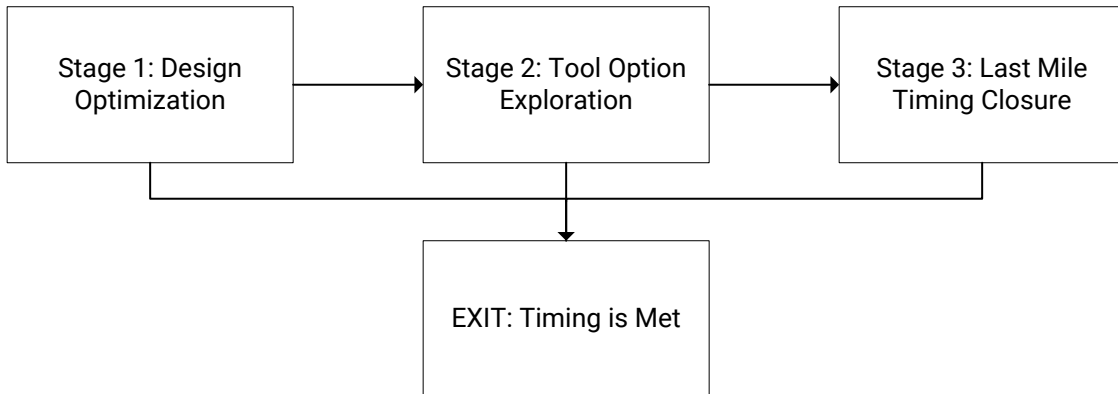 Stage 1: Design
Optimization
Stage 2: Tool Option
Exploration
Stage 3: Last Mile
Timing Closure
EXIT: Timing is Met